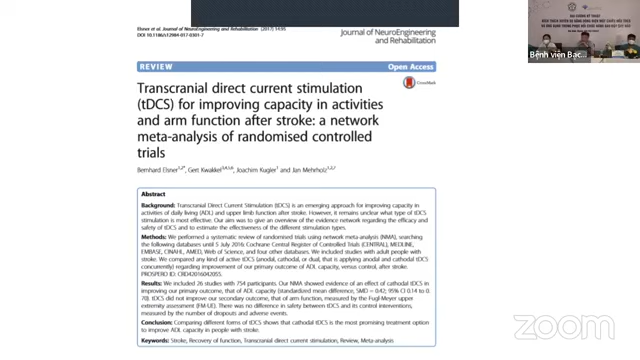 Elsner et al. Journal of NeuroEngineering and Rehabilitation (2017) 14:95
DOI 10.1186/s12984-017-0301-7
Journal of NeuroEngineering
and Rehabilitation
REVIEW
Open Access
CrossMark
Transcranial direct current stimulation
(tDCS) for improving capacity in activities
and arm function after stroke: a network
meta-analysis of randomised controlled
trials
Bernhard Elsner, Gert Kwakkel, Joachim Kugler and Jan Mehrholz
Abstract
Background: Transcranial Direct Current Stimulation (tDCS) is an emerging approach for improving capacity in
activities of daily living (ADL) and upper limb function after stroke. However, it remains unclear what type of tDCS
stimulation is most effective. Our aim was to give an overview of the evidence network regarding the efficacy and
safety of tDCS and to estimate the effectiveness of the different stimulation types.
Methods: We performed a systematic review of randomised trials using network meta-analysis (NMA), searching
the following databases until 5 July 2016: Cochrane Central Register of Controlled Trials (CENTRAL), MEDLINE,
EMBASE, CINAHL, AMED, Web of Science, and four other databases. We included studies with adult people with
stroke. We compared any kind of active tDCS (anodal, cathodal, or dual, that is applying anodal and cathodal tDCS
concurrently) regarding improvement of our primary outcome of ADL capacity, versus control, after stroke.
PROSPERO ID: CRD42016042055.
Results: We included 26 studies with 754 participants. Our NMA showed evidence of an effect of cathodal tDCS in
improving our primary outcome, that of ADL capacity (standardized mean difference, SMD = 0.42; 95% CI 0.14 to 0.
70). tDCS did not improve our secondary outcome, that of arm function, measured by the Fugl-Meyer upper
extremity assessment (FM-UE). There was no difference in safety between tDCS and its control interventions,
measured by the number of dropouts and adverse events.
Conclusion: Comparing different forms of tDCS shows that cathodal tDCS is the most promising treatment option
to improve ADL capacity in people with stroke.
Keywords: Stroke, Recovery of function, Transcranial direct current stimulation, Review, Meta-analysis
Bệnh viện Bạc...
zoom